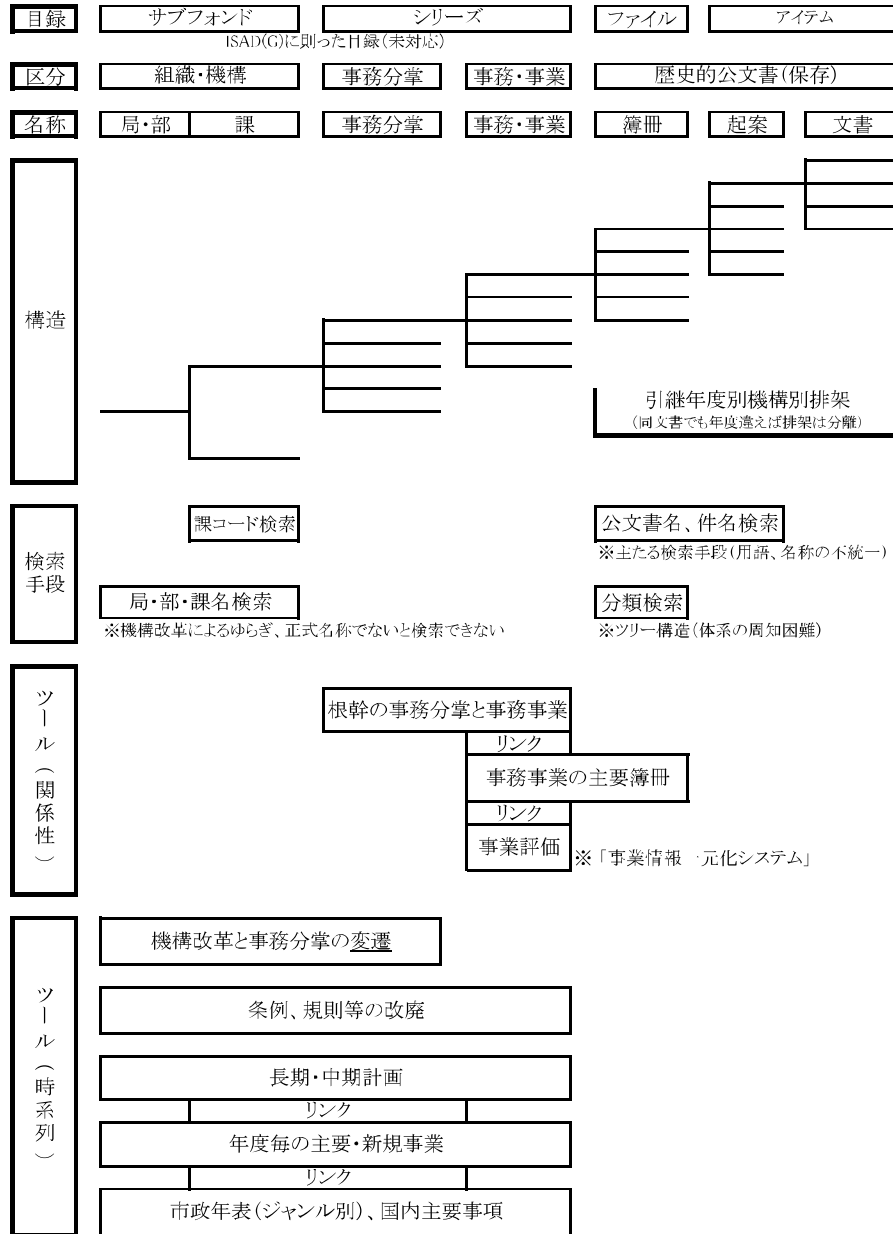 目録 サブフォンド シリーズ ファイル アイテム
ISAD(G)に則った目録(未対応)
区分 組織・機構 事務分掌 事務・事業 歴史的公文書(保存)
名称 局・部 課 事務分掌 事務・事業 簿冊 起案 文書
構造
引継年度別機構別排架
(同文書でも年度違えば排架は分離)
検索手段
課コード検索 公文書名、件名検索
※主たる検索手段(用語、名称の不統一)
局・部・課名検索 分類検索
※機構改革によるゆらぎ、正式名称でないと検索できない ※ツリー構造(体系の周知困難)
ツール(関係性)
根幹の事務分掌と事務事業
リンク
事務事業の主要簿冊
リンク
事業評価 ※「事業情報一元化システム」
ツール(時系列)
機構改革と事務分掌の変遷
条例、規則等の改廃
長期・中期計画
リンク
年度毎の主要・新規事業
リンク
市政年表(ジャンル別)、国内主要事項